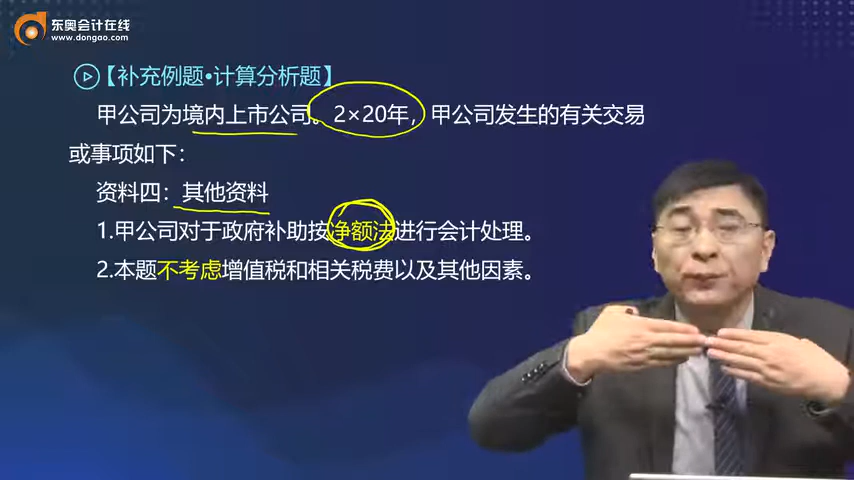 东奥会计在线
www.dongao.com
【补充例题•计算分析题】
甲公司为境内上市公司。2×20年，甲公司发生的有关交易
或事项如下：
资料四：其他资料
1.甲公司对于政府补助按净额法进行会计处理。
2.本题不考虑增值税和相关税费以及其他因素。